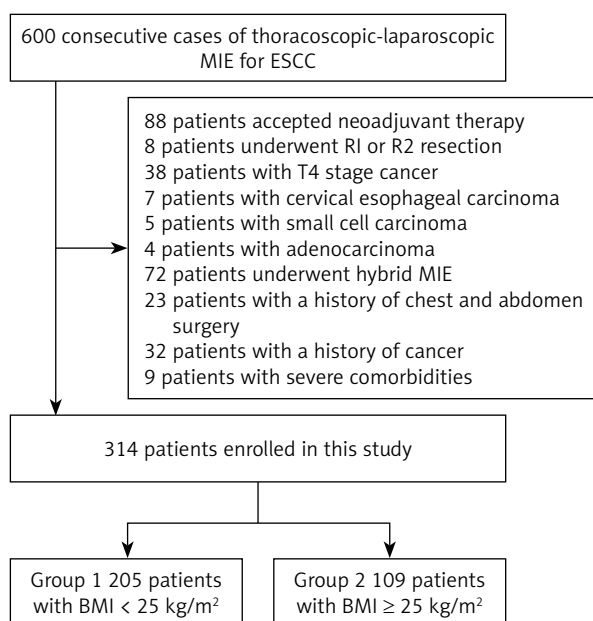 600 consecutive cases of thoracoscopic-laparoscopic
MIE for ESCC
88 patients accepted neoadjuvant therapy
8 patients underwent RI or R2 resection
38 patients with T4 stage cancer
7 patients with cervical esophageal carcinoma
5 patients with small cell carcinoma
4 patients with adenocarcinoma
72 patients underwent hybrid MIE
23 patients with a history of chest and abdomen
surgery
32 patients with a history of cancer
9 patients with severe comorbidities
314 patients enrolled in this study
Group 1 205 patients
with BMI < 25 kg/m²
Group 2 109 patients
with BMI ≥ 25 kg/m²